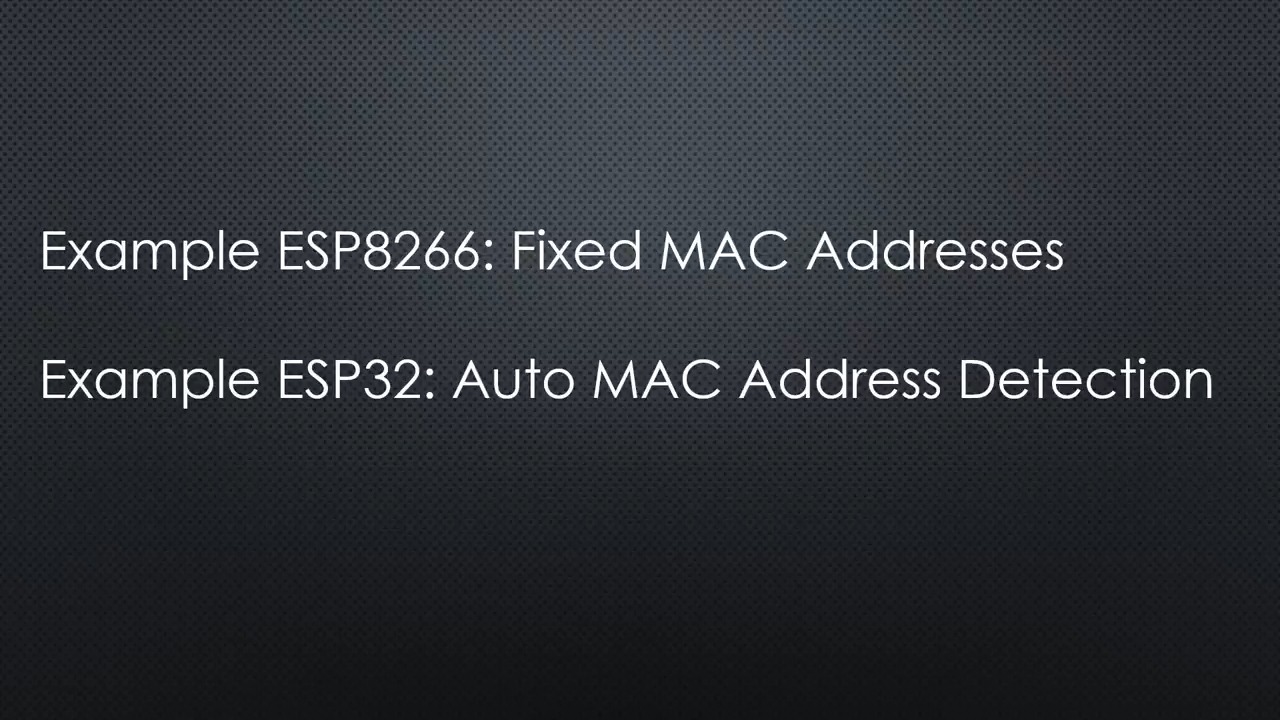 Example ESP8266: Fixed MAC Addresses
Example ESP32: Auto MAC Address Detection